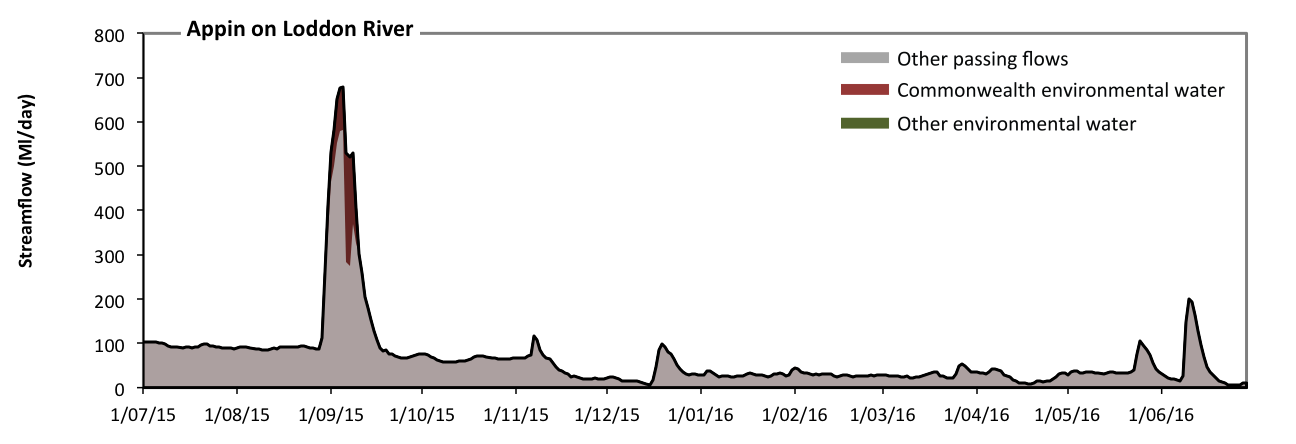 Appin on Loddon River
Streamflow (Ml/day)
800
700
600
500
400
300
200
100
0
Other passing flows
Commonwealth environmental water
Other environmental water
1/07/15 1/08/15 1/09/15 1/10/15 1/11/15 1/12/15 1/01/16 1/02/16 1/03/16 1/04/16 1/05/16 1/06/16